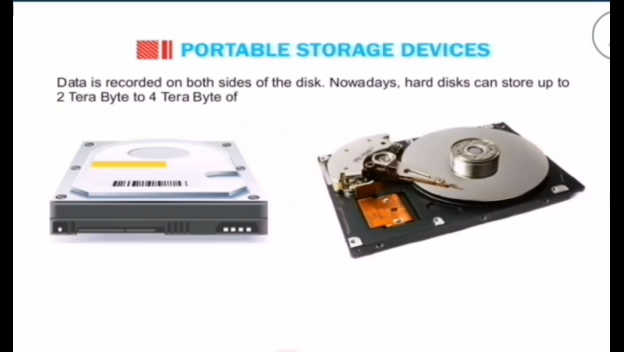 PORTABLE STORAGE DEVICES
Data is recorded on both sides of the disk. Nowadays, hard disks can store up to
2 Tera Byte to 4 Tera Byte of